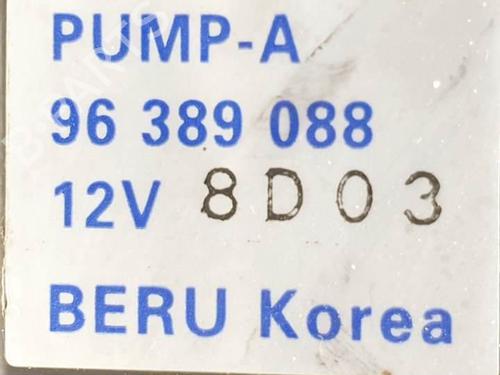 PUMP-A
96 389 088
12V 8D03
BERU Korea